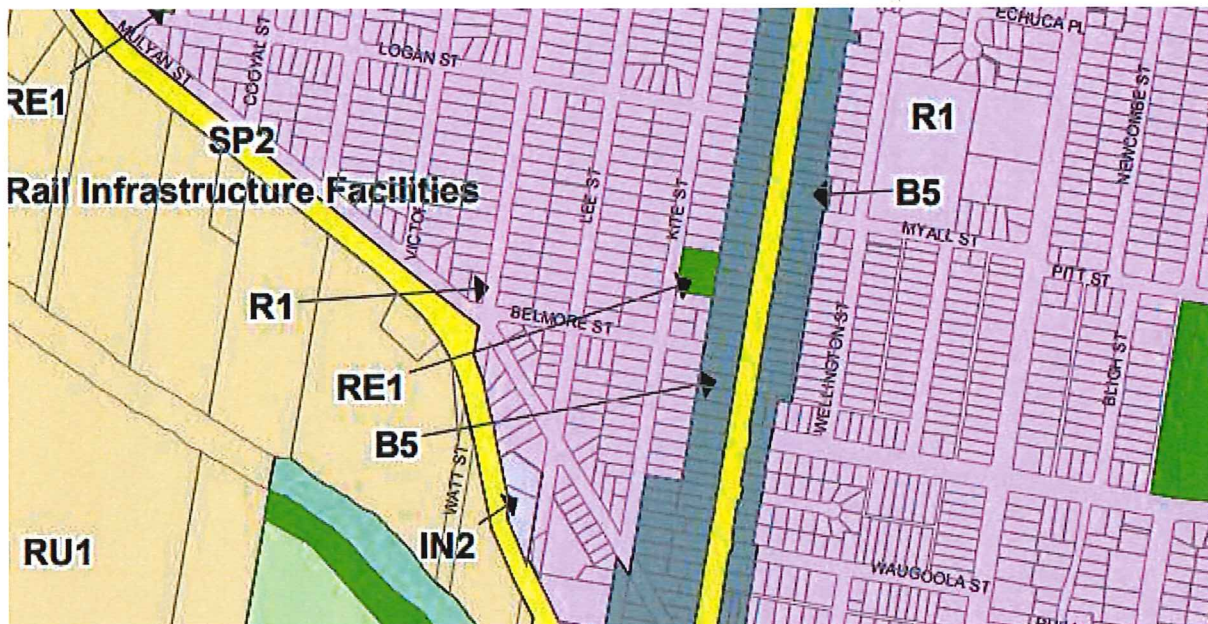 ECHUCA PL
LOGAN ST
MULYAN ST
COOYAL ST
RE1
NEWCOMBE ST
R1
SP2
Rail Infrastructure Facilities
LEE ST
KITE ST
B5
MYALL ST
PITT ST
R1
BELMORE ST
WELLINGTON ST
BLIGH ST
RE1
B5
WATT ST
IN2
RU1
WAUGOOLA ST